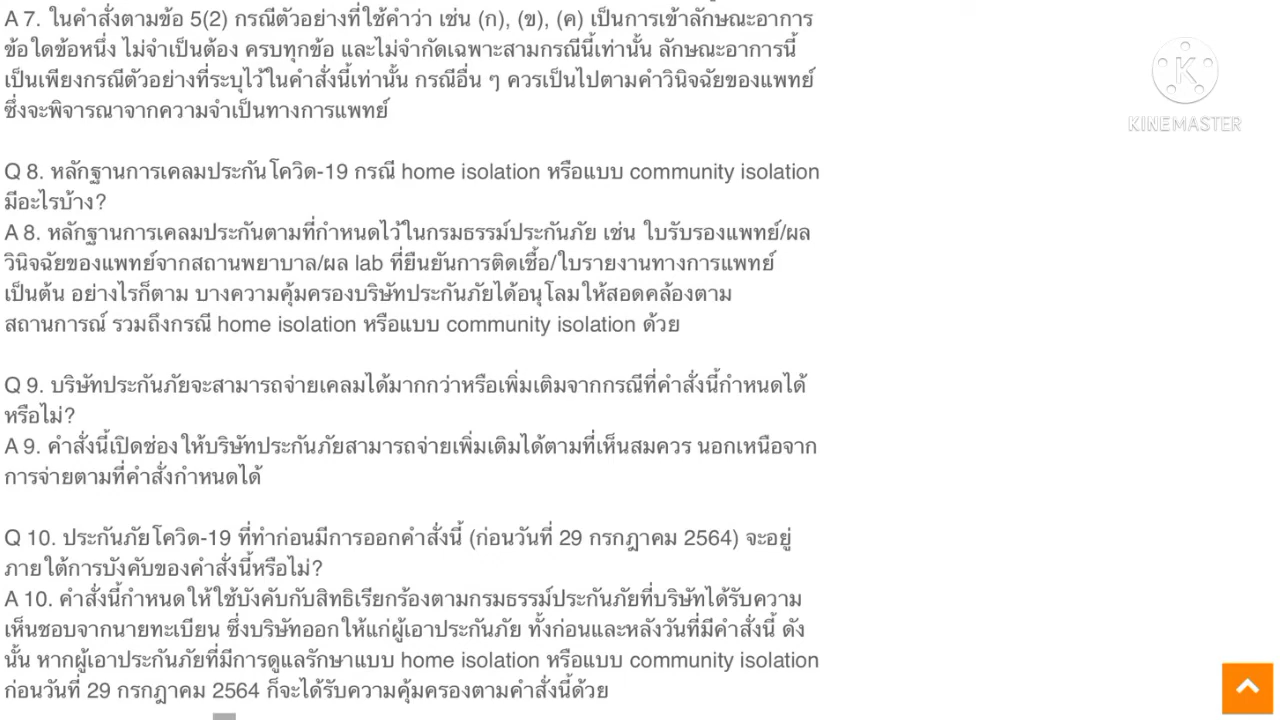 A 7. ในคำสั่งตามข้อ 5(2) กรณีตัวอย่างที่ใช้คำว่า เช่น (ก), (ข), (ค) เป็นการเข้าลักษณะอาการ
ข้อใดข้อหนึ่ง ไม่จำเป็นต้อง ครบทุกข้อ และไม่จำกัดเฉพาะสามกรณีนี้เท่านั้น ลักษณะอาการนี้
เป็นเพียงกรณีตัวอย่างที่ระบุไว้ในคำสั่งนี้เท่านั้น กรณีอื่น ๆ ควรเป็นไปตามคำวินิจฉัยของแพทย์
ซึ่งจะพิจารณาจากความจำเป็นทางการแพทย์
Q 8. หลักฐานการเคลมประกันโควิด-19 กรณี home isolation หรือแบบ community isolation
มีอะไรบ้าง?
A 8. หลักฐานการเคลมประกันตามที่กำหนดไว้ในกรมธรรม์ประกันภัย เช่น ใบรับรองแพทย์/ผล
วินิจฉัยของแพทย์จากสถานพยาบาล/ผล lab ที่ยืนยันการติดเชื้อ/ใบรายงานทางการแพทย์
เป็นต้น อย่างไรก็ตาม บางความคุ้มครองบริษัทประกันภัยได้อนุโลมให้สอดคล้องตาม
สถานการณ์ รวมถึงกรณี home isolation หรือแบบ community isolation ด้วย
Q 9. บริษัทประกันภัยจะสามารถจ่ายเคลมได้มากกว่าหรือเพิ่มเติมจากกรณีที่คำสั่งนี้กำหนดได้
หรือไม่?
A 9. คำสั่งนี้เปิดช่องให้บริษัทประกันภัยสามารถจ่ายเพิ่มเติมได้ตามที่เห็นสมควร นอกเหนือจาก
การจ่ายตามที่คำสั่งกำหนดได้
Q 10. ประกันภัยโควิด-19 ที่ทำก่อนมีการออกคำสั่งนี้ (ก่อนวันที่ 29 กรกฎาคม 2564) จะอยู่
ภายใต้การบังคับของคำสั่งนี้หรือไม่?
A 10. คำสั่งนี้กำหนดให้ใช้บังคับกับสิทธิเรียกร้องตามกรมธรรม์ประกันภัยที่บริษัทได้รับความ
เห็นชอบจากนายทะเบียน ซึ่งบริษัทออกให้แก่ผู้เอาประกันภัย ทั้งก่อนและหลังวันที่มีคำสั่งนี้ ดัง
นั้น หากผู้เอาประกันภัยที่มีการดูแลรักษาแบบ home isolation หรือแบบ community isolation
ก่อนวันที่ 29 กรกฎาคม 2564 ก็จะได้รับความคุ้มครองตามคำสั่งนี้ด้วย
K
KINEMASTER